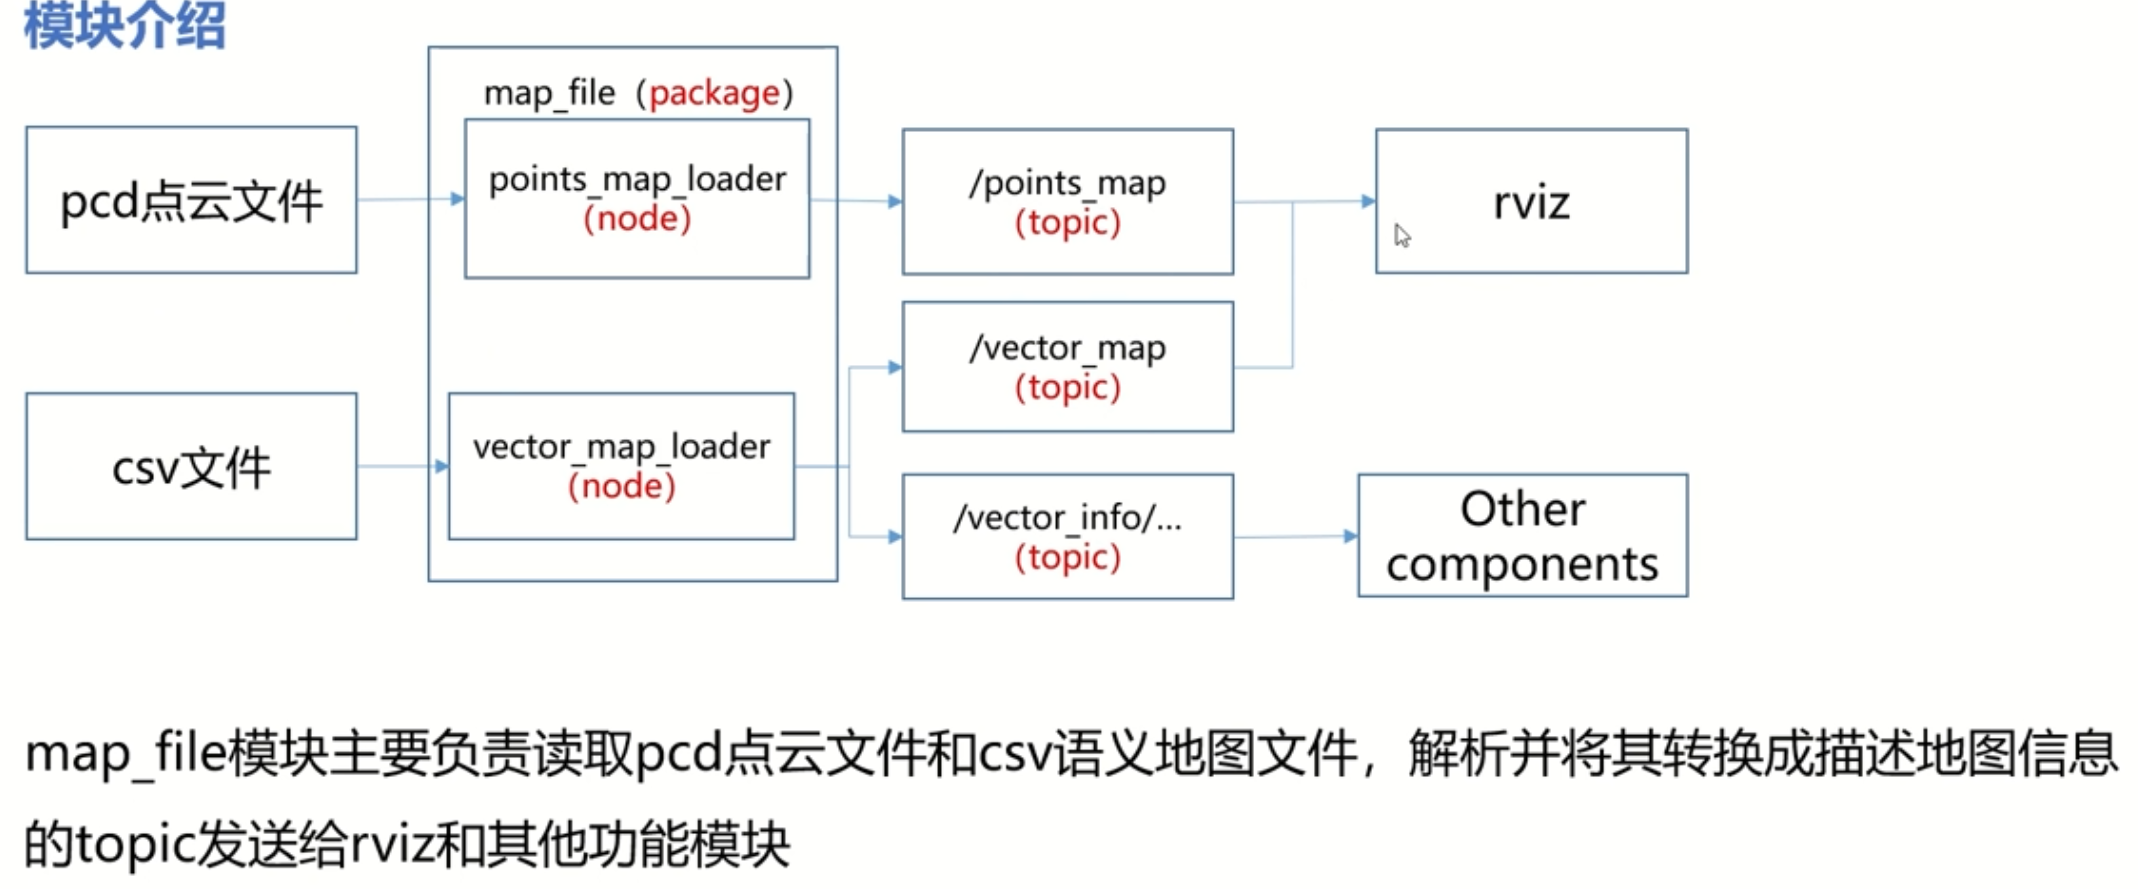 模块介绍
map_file（package）
pcd点云文件
points_map_loader
（node）
/points_map
（topic）
rviz
/vector_map
（topic）
csv文件
vector_map_loader
（node）
/vector_info/...
（topic）
Other
components
map_file模块主要负责读取pcd点云文件和csv语义地图文件，解析并将其转换成描述地图信息
的topic发送给rviz和其他功能模块